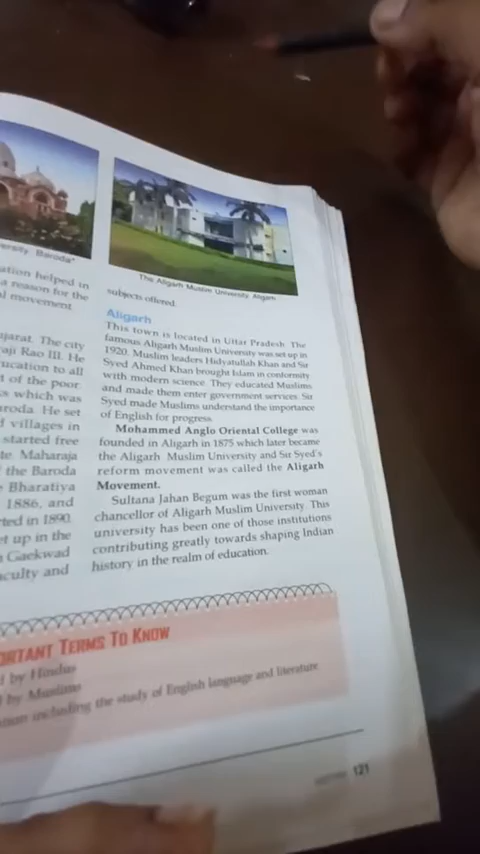 ersity, Baroda"
The Aligarh Muslim University Aligarh
ation helped in
a reason for the
l movement
ujarat. The city
aji Rao III. He
ucation to all
d of the poor.
s which was
aroda. He set
d villages in
started free
te Maharaja
the Baroda
Bharatiya
1886, and
ted in 1890.
et up in the
Gaekwad
aculty and
subjects offered.
Aligarh
This town is located in Uttar Pradesh. The
famous Aligarh Muslim University was set up in
1920. Muslim leaders Hidyatullah Khan and Sir
Syed Ahmed Khan brought Islam in conformity
with modern science. They educated Muslims
and made them enter government services. Sir
Syed made Muslims understand the importance
of English for progress.
Mohammed Anglo Oriental College was
founded in Aligarh in 1875 which later became
the Aligarh Muslim University and Sir Syed's
reform movement was called the Aligarh
Movement.
Sultana Jahan Begum was the first woman
chancellor of Aligarh Muslim University. This
university has been one of those institutions
contributing greatly towards shaping Indian
history in the realm of education.
ORTANT TERMS TO KNOW
d by Hindus
d by Muslims
ation including the study of English language and literature
121